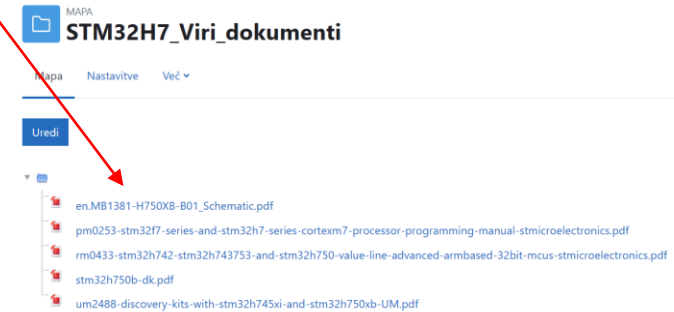 MAPA
STM32H7_Viri_dokumenti
Mapa Nastavitve Več
Uredi
en.MB1381-H750XB-B01_Schematic.pdf
pm0253-stm32f7-series-and-stm32h7-series-cortexm7-processor-programming-manual-stmicroelectronics.pdf
rm0433-stm32h742-stm32h743753-and-stm32h750-value-line-advanced-armbased-32bit-mcus-stmicroelectronics.pdf
stm32h750b-dk.pdf
um2488-discovery-kits-with-stm32h745xi-and-stm32h750xb-UM.pdf